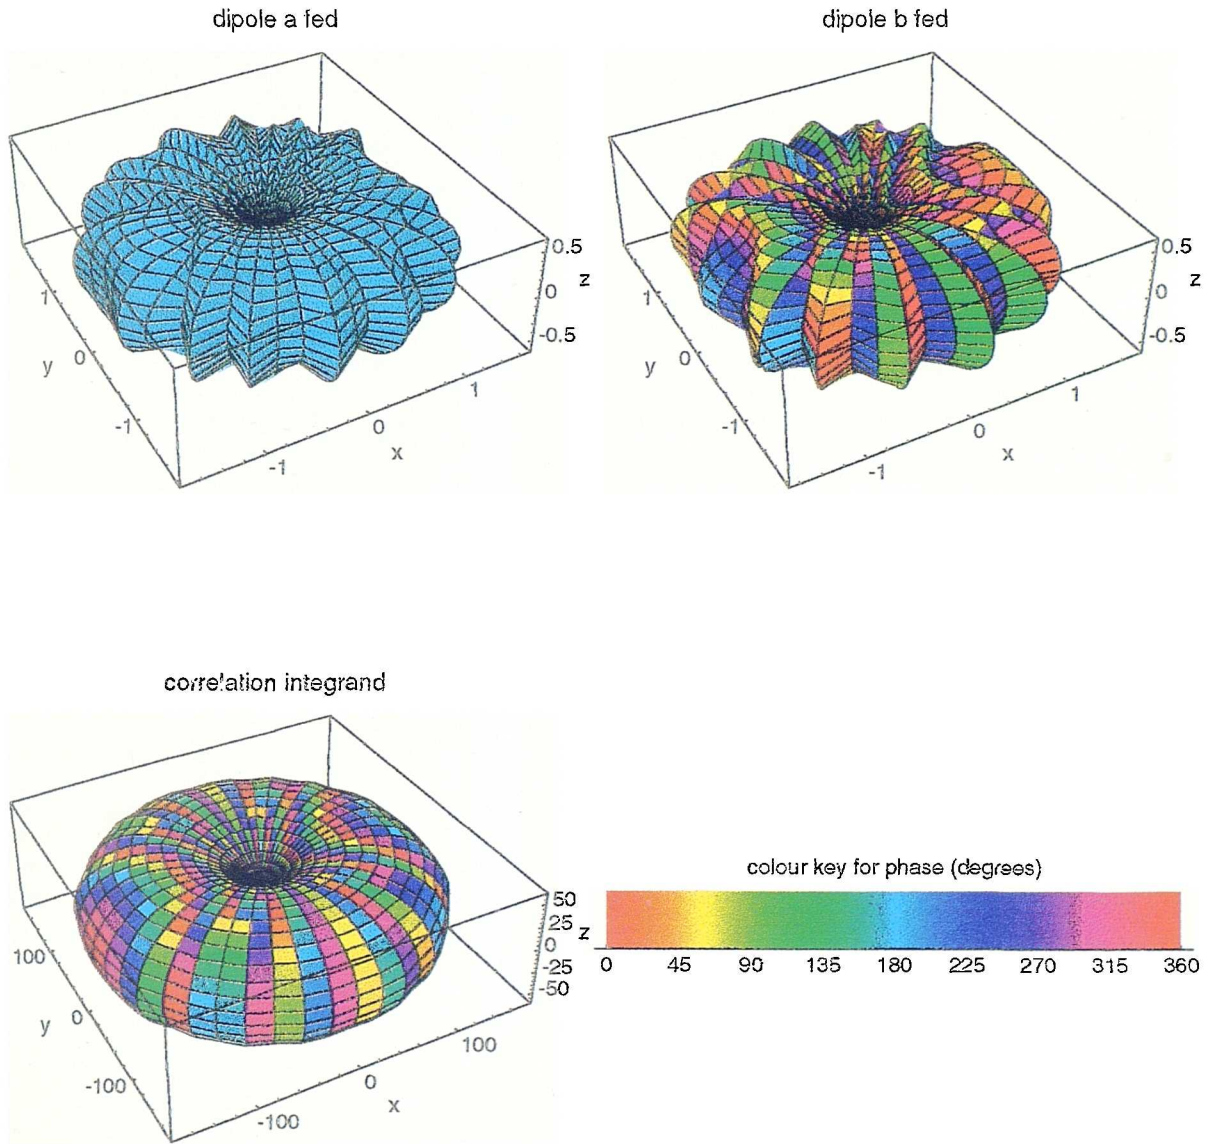 dipole a fed
dipole b fed
0.5
0
z
-0.5
1
0
y
-1
1
0
x
-1
0.5
0
z
-0.5
1
0
y
-1
1
0
x
-1
correlation integrand
50
25
z
0
-25
-50
100
0
y
-100
100
0
x
-100
colour key for phase (degrees)
0 45 90 135 180 225 270 315 360